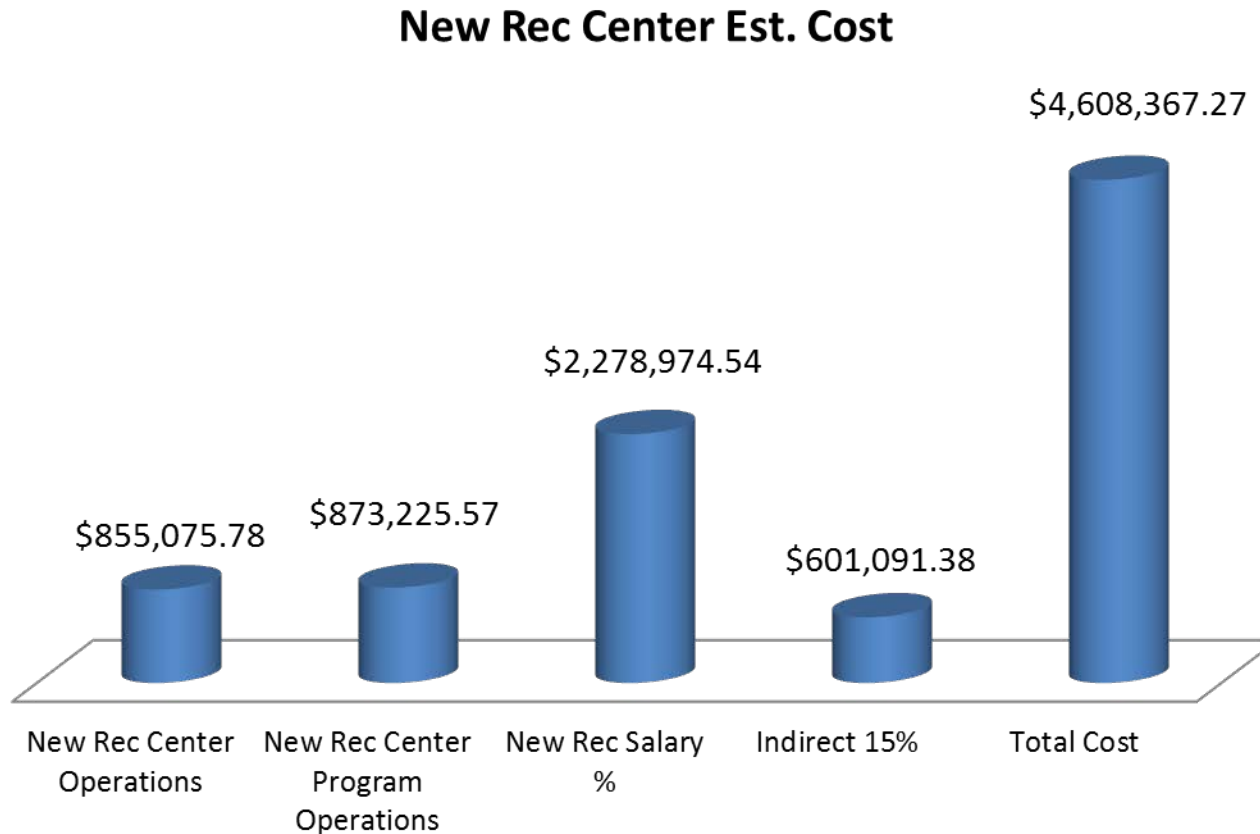 New Rec Center Est. Cost
$4,608,367.27
$2,278,974.54
$873,225.57
$855,075.78
$601,091.38
New Rec Center
Operations
New Rec Center
Program
Operations
New Rec Salary
%
Indirect 15%
Total Cost